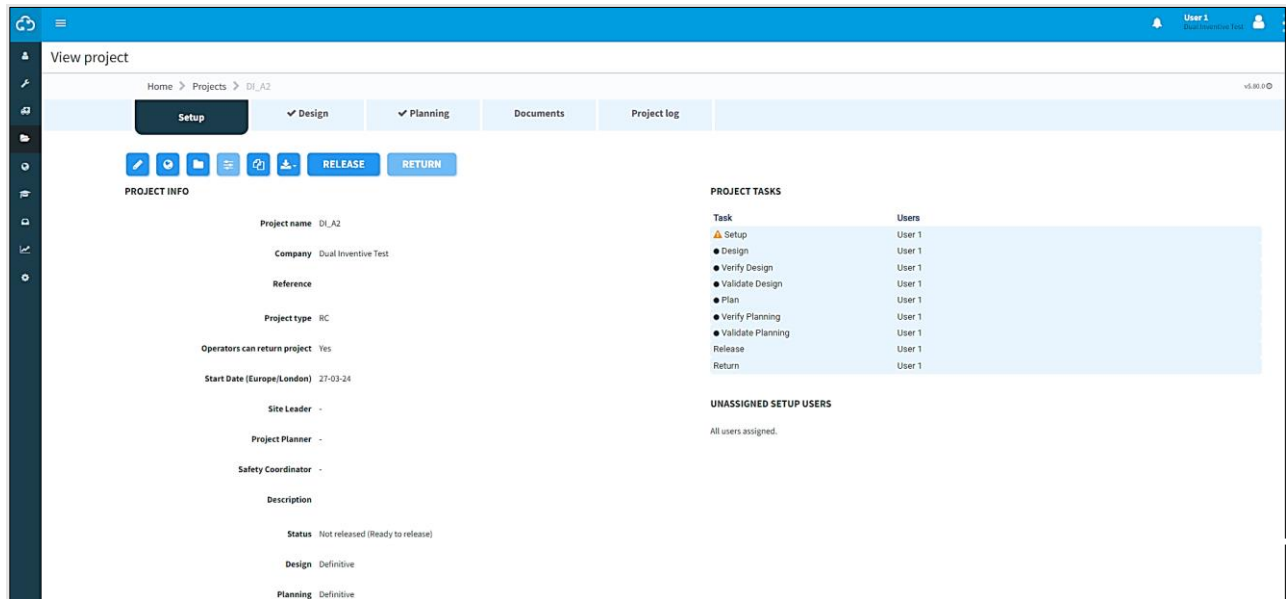 User 1
Dual Inventive Test
View project
Home > Projects > DI_A2
v5.80.0
Setup
Design
Planning
Documents
Project log
RELEASE
RETURN
PROJECT INFO
Project name DI_A2
Company Dual Inventive Test
Reference
Project type RC
Operators can return project Yes
Start Date (Europe/London) 27-03-24
Site Leader -
Project Planner -
Safety Coordinator -
Description
Status Not released (Ready to release)
Design Definitive
Planning Definitive
PROJECT TASKS
Task Users
Setup User 1
Design User 1
Verify Design User 1
Validate Design User 1
Plan User 1
Verify Planning User 1
Validate Planning User 1
Release User 1
Return User 1
UNASSIGNED SETUP USERS
All users assigned.